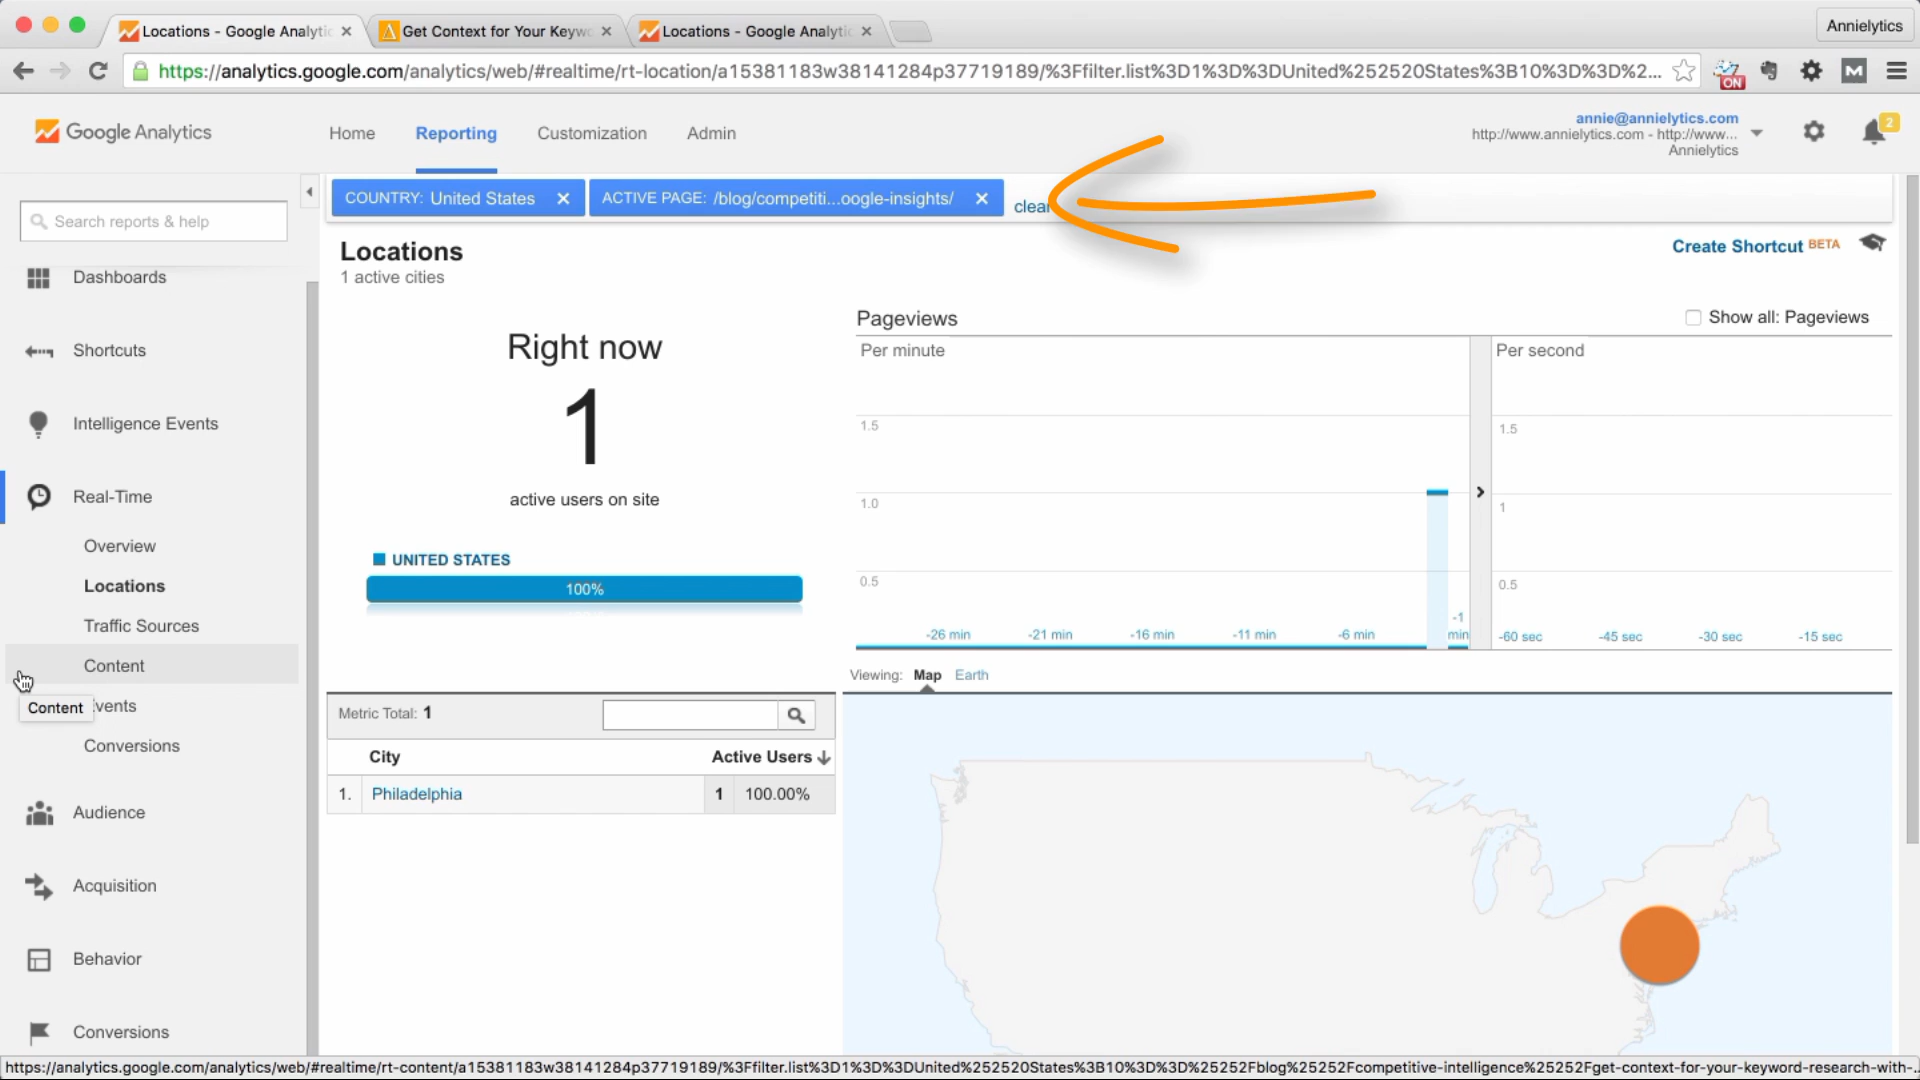 Locations - Google Analytic
Get Context for Your Keywo
Locations - Google Analytic
Annielytics
https://analytics.google.com/analytics/web/#realtime/rt-location/a15381183w38141284p37719189/%3Ffilter.list%3D1%3D%3DUnited%252520States%3B10%3D%3D%2...
ON
M
Google Analytics
Home
Reporting
Customization
Admin
annie@annielytics.com
http://www.annielytics.com - http://www...
Annielytics
2
COUNTRY: United States
ACTIVE PAGE: /blog/competiti...oogle-insights/
clear
Search reports & help
Dashboards
Shortcuts
Intelligence Events
Real-Time
Overview
Locations
Traffic Sources
Content
Content
Events
Conversions
Audience
Acquisition
Behavior
Conversions
Locations
1 active cities
Create Shortcut BETA
Right now
1
active users on site
UNITED STATES
100%
Pageviews
Show all: Pageviews
Per minute
1.5
1.0
0.5
-26 min
-21 min
-16 min
-11 min
-6 min
-1
min
Per second
1.5
1
0.5
-60 sec
-45 sec
-30 sec
-15 sec
Viewing: Map Earth
Metric Total: 1
City
Active Users
1. Philadelphia 1 100.00%
https://analytics.google.com/analytics/web/#realtime/rt-content/a15381183w38141284p37719189/%3Ffilter.list%3D1%3D%3DUnited%252520States%3B10%3D%3D%25252Fblog%25252Fcompetitive-intelligence%25252Fget-context-for-your-keyword-research-with-...